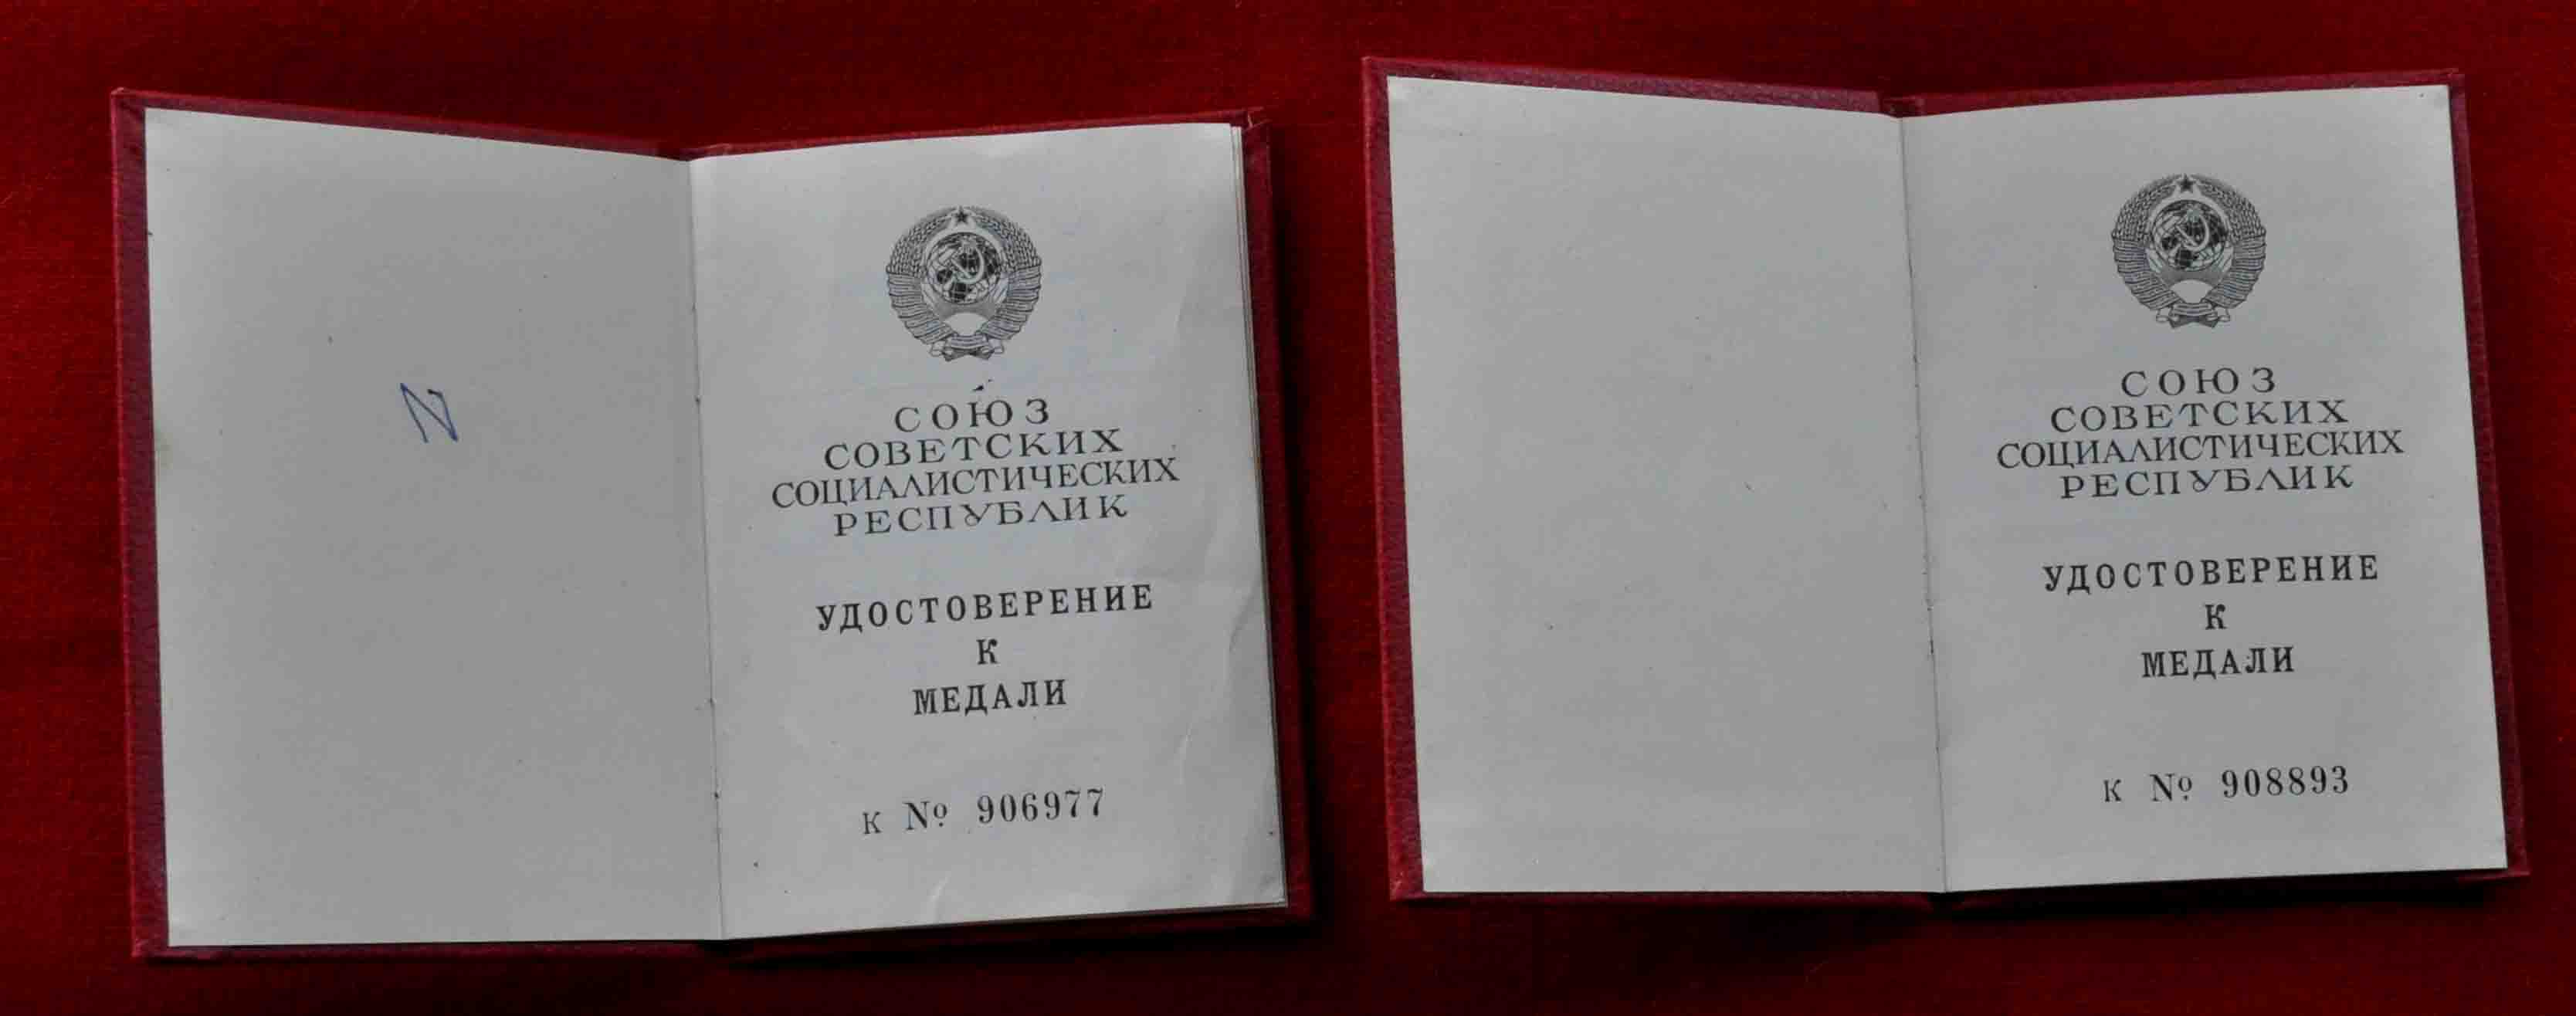 N
СОЮЗ
СОВЕТСКИХ
СОЦИАЛИСТИЧЕСКИХ
РЕСПУБЛИК
УДОСТОВЕРЕНИЕ
К
МЕДАЛИ
К № 906977
СОЮЗ
СОВЕТСКИХ
СОЦИАЛИСТИЧЕСКИХ
РЕСПУБЛИК
УДОСТОВЕРЕНИЕ
К
МЕДАЛИ
К № 908893